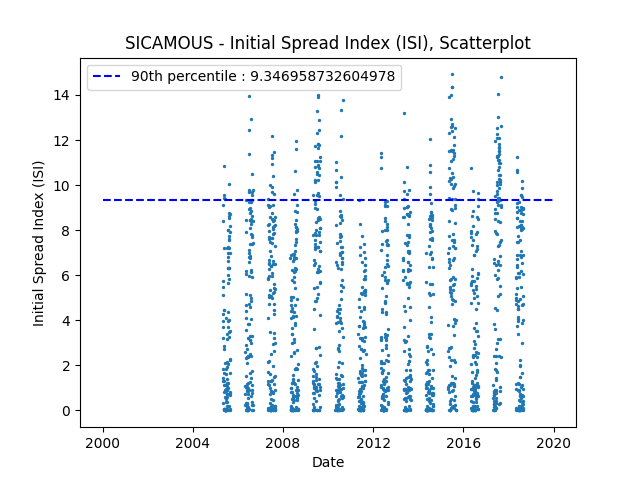 SICAMOUS - Initial Spread Index (ISI), Scatterplot
90th percentile : 9.346958732604978
Initial Spread Index (ISI)
14
12
10
8
6
4
2
0
2000 2004 2008 2012 2016 2020
Date